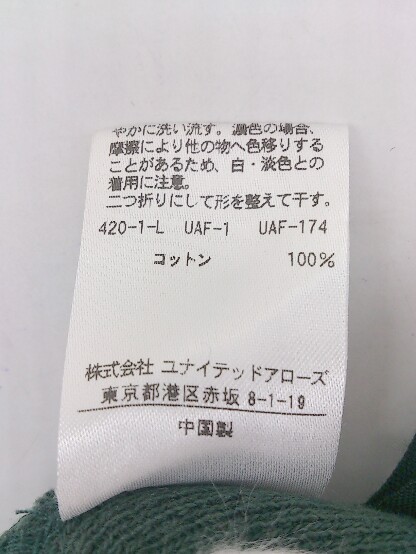 やかに洗い流す。濃色の場合、
摩擦により他の物へ色移りする
ことがあるため、白・淡色との
着用に注意。
二つ折りにして形を整えて干す。
420-1-L UAF-1 UAF-174
コットン 100%
株式会社 ユナイテッドアローズ
東京都港区赤坂 8-1-19
中国製